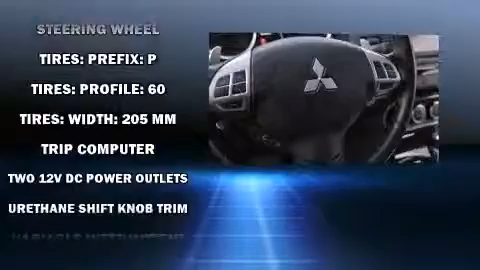 STEERING WHEEL
TIRES: PREFIX: P
TIRES: PROFILE: 60
TIRES: WIDTH: 205 MM
TRIP COMPUTER
TWO 12V DC POWER OUTLETS
URETHANE SHIFT KNOB TRIM